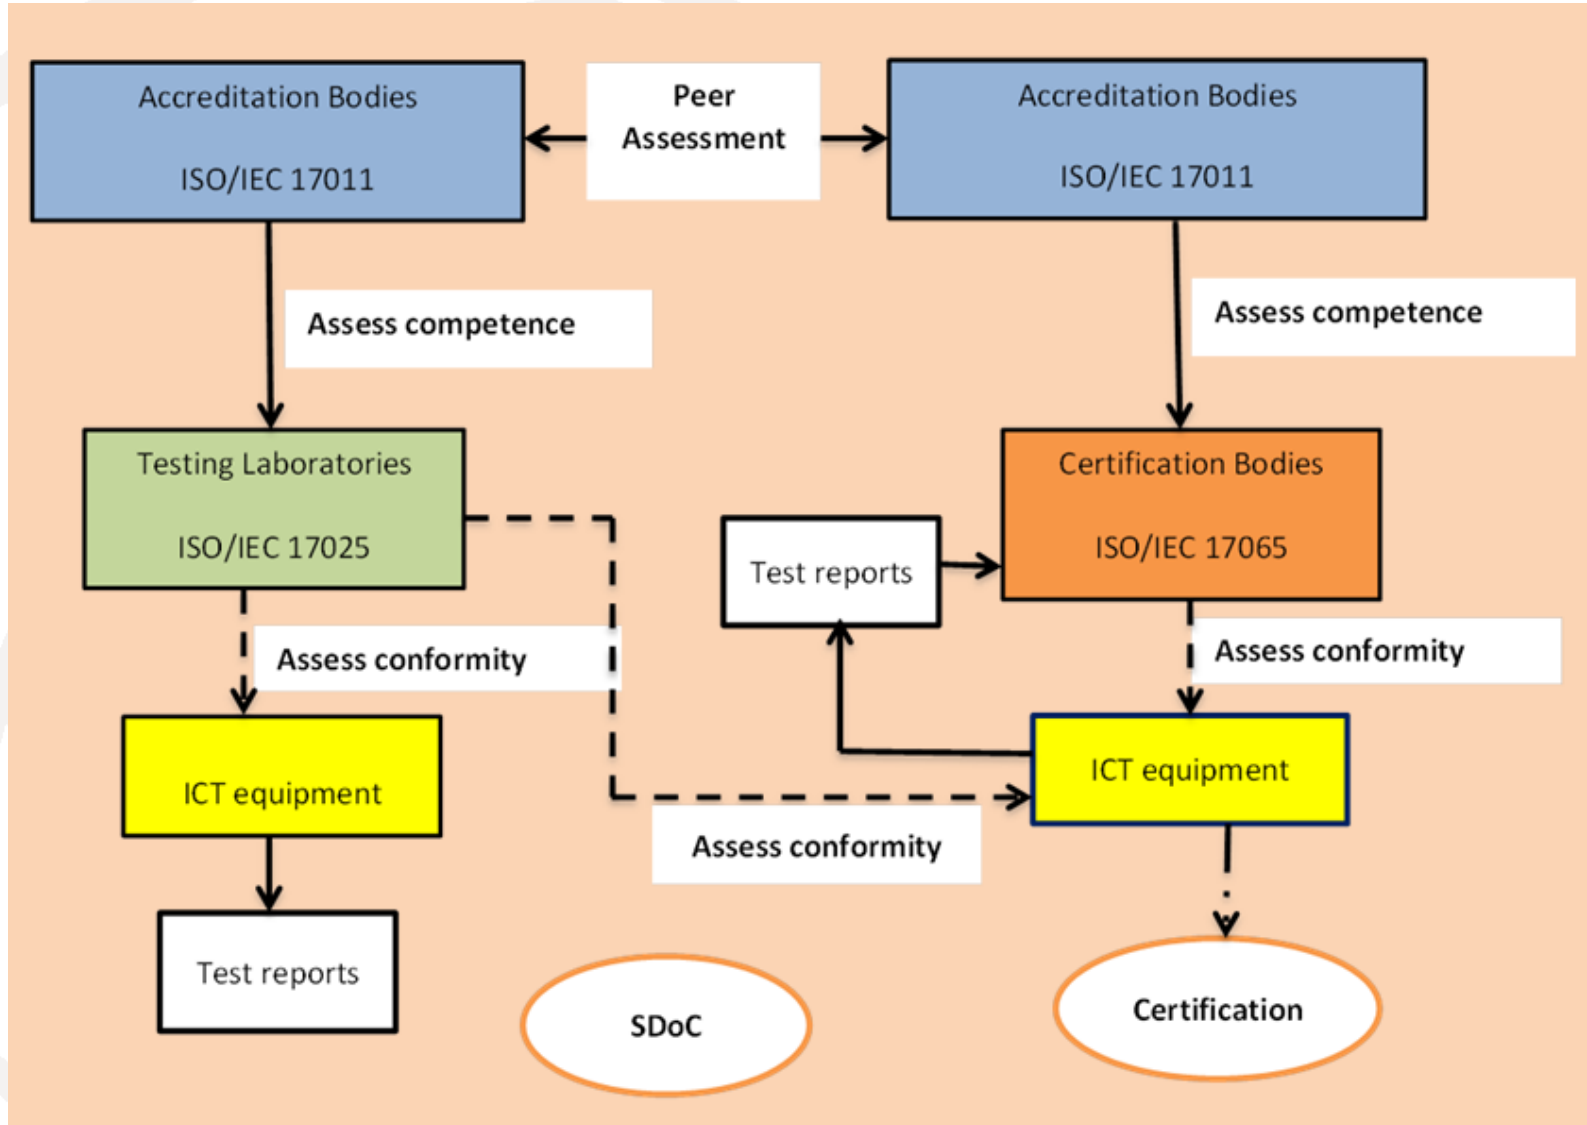 Accreditation Bodies
ISO/IEC 17011
Peer
Assessment
Accreditation Bodies
ISO/IEC 17011
Assess competence
Assess competence
Testing Laboratories
ISO/IEC 17025
Certification Bodies
ISO/IEC 17065
Test reports
Assess conformity
Assess conformity
ICT equipment
ICT equipment
Assess conformity
Test reports
SDoC
Certification